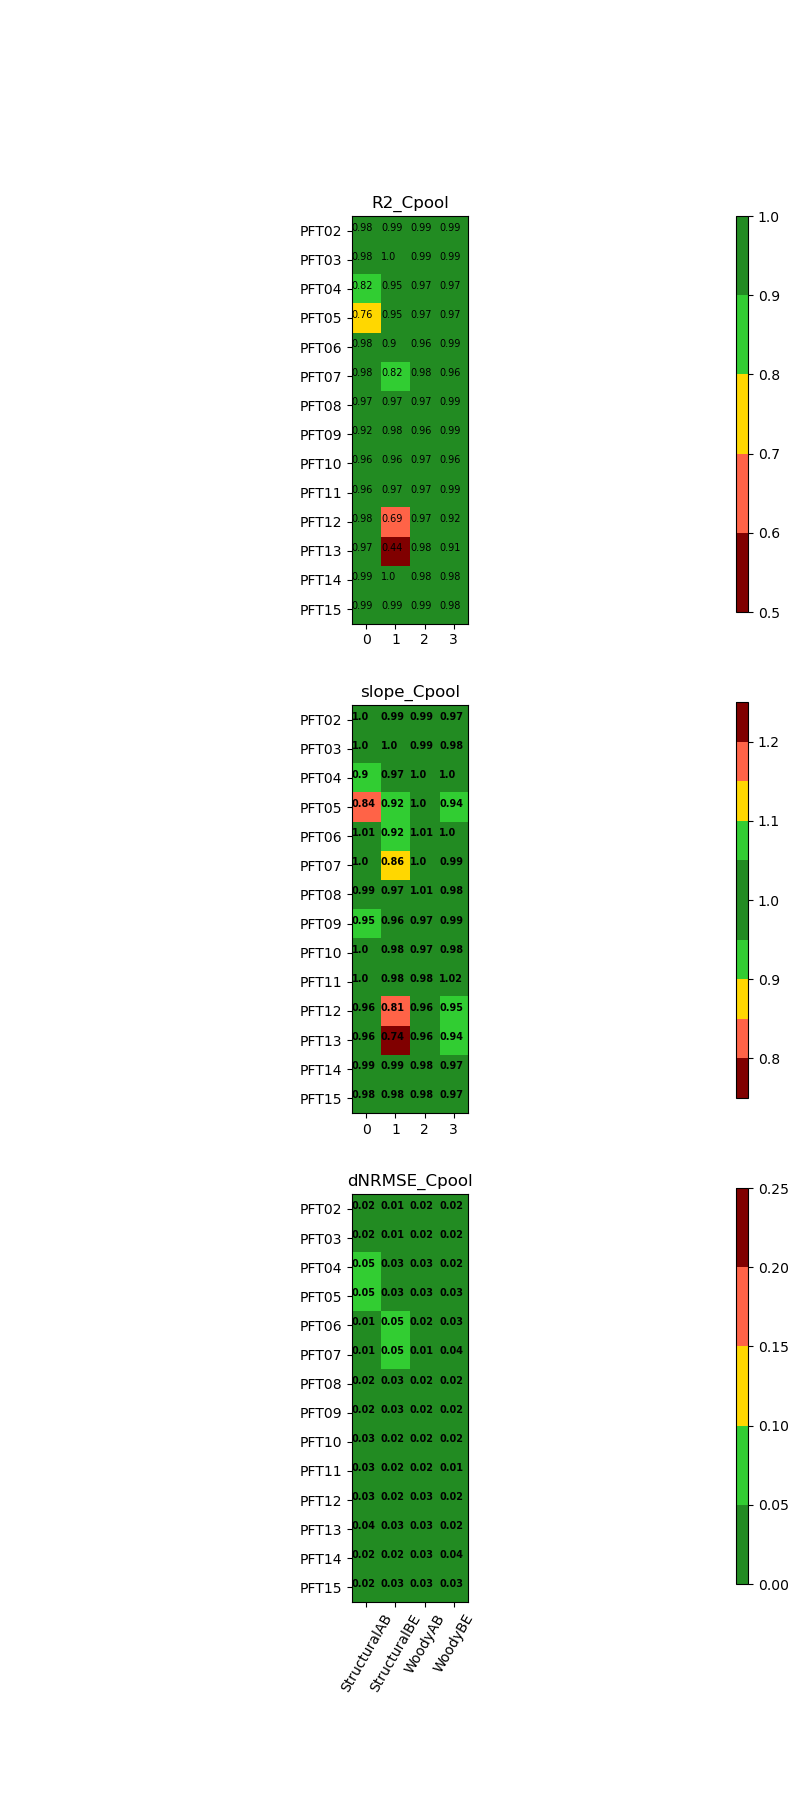 R2_Cpool
PFT02 0.98 0.99 0.99 0.99 1.0
PFT03 0.98 1.0 0.99 0.99
PFT04 0.82 0.95 0.97 0.97 0.9
PFT05 0.76 0.95 0.97 0.97
PFT06 0.98 0.9 0.96 0.99
PFT07 0.98 0.82 0.98 0.96 0.8
PFT08 0.97 0.97 0.97 0.99
PFT09 0.92 0.98 0.96 0.99
PFT10 0.96 0.96 0.97 0.96 0.7
PFT11 0.96 0.97 0.97 0.99
PFT12 0.98 0.69 0.97 0.92 0.6
PFT13 0.97 0.44 0.98 0.91
PFT14 0.99 1.0 0.98 0.98
PFT15 0.99 0.99 0.99 0.98 0.5
0 1 2 3
slope_Cpool
PFT02 1.0 0.99 0.99 0.97
PFT03 1.0 1.0 0.99 0.98 1.2
PFT04 0.9 0.97 1.0 1.0
PFT05 0.84 0.92 1.0 0.94 1.1
PFT06 1.01 0.92 1.01 1.0
PFT07 1.0 0.86 1.0 0.99
PFT08 0.99 0.97 1.01 0.98 1.0
PFT09 0.95 0.96 0.97 0.99
PFT10 1.0 0.98 0.97 0.98
PFT11 1.0 0.98 0.98 1.02 0.9
PFT12 0.96 0.81 0.96 0.95
PFT13 0.96 0.74 0.96 0.94 0.8
PFT14 0.99 0.99 0.98 0.97
PFT15 0.98 0.98 0.98 0.97
0 1 2 3
dNRMSE_Cpool
PFT02 0.02 0.01 0.02 0.02 0.25
PFT03 0.02 0.01 0.02 0.02
PFT04 0.05 0.03 0.03 0.02 0.20
PFT05 0.05 0.03 0.03 0.03
PFT06 0.01 0.05 0.02 0.03
PFT07 0.01 0.05 0.01 0.04 0.15
PFT08 0.02 0.03 0.02 0.02
PFT09 0.02 0.03 0.02 0.02
PFT10 0.03 0.02 0.02 0.02 0.10
PFT11 0.03 0.02 0.02 0.01
PFT12 0.03 0.02 0.03 0.02 0.05
PFT13 0.04 0.03 0.03 0.02
PFT14 0.02 0.02 0.03 0.04
PFT15 0.02 0.03 0.03 0.03 0.00
StructuralAB StructuralBE WoodyAB WoodyBE